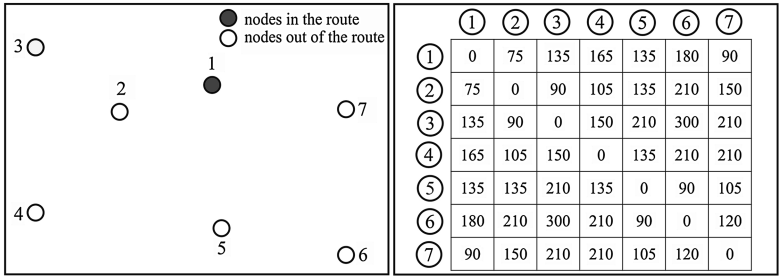 nodes in the route
nodes out of the route
3
1
2
7
4
5
6
1 2 3 4 5 6 7
1 0 75 135 165 135 180 90
2 75 0 90 105 135 210 150
3 135 90 0 150 210 300 210
4 165 105 150 0 135 210 210
5 135 135 210 135 0 90 105
6 180 210 300 210 90 0 120
7 90 150 210 210 105 120 0